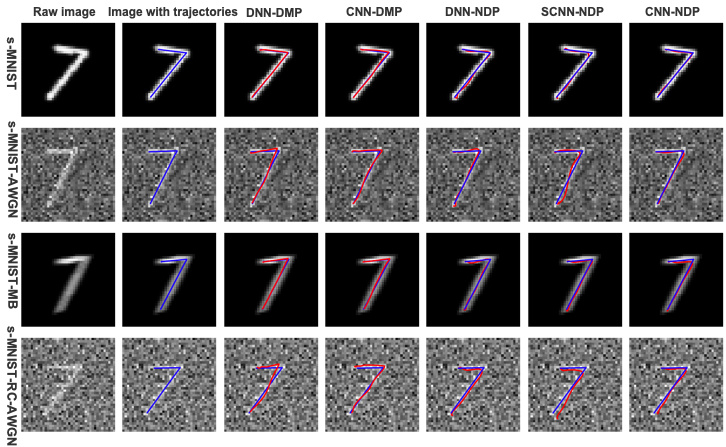 Raw image
Image with trajectories
DNN-DMP
CNN-DMP
DNN-NDP
SCNN-NDP
CNN-NDP
s-MNIST
s-MNIST-AWGN
s-MNIST-MB
s-MNIST-RC-AWGN